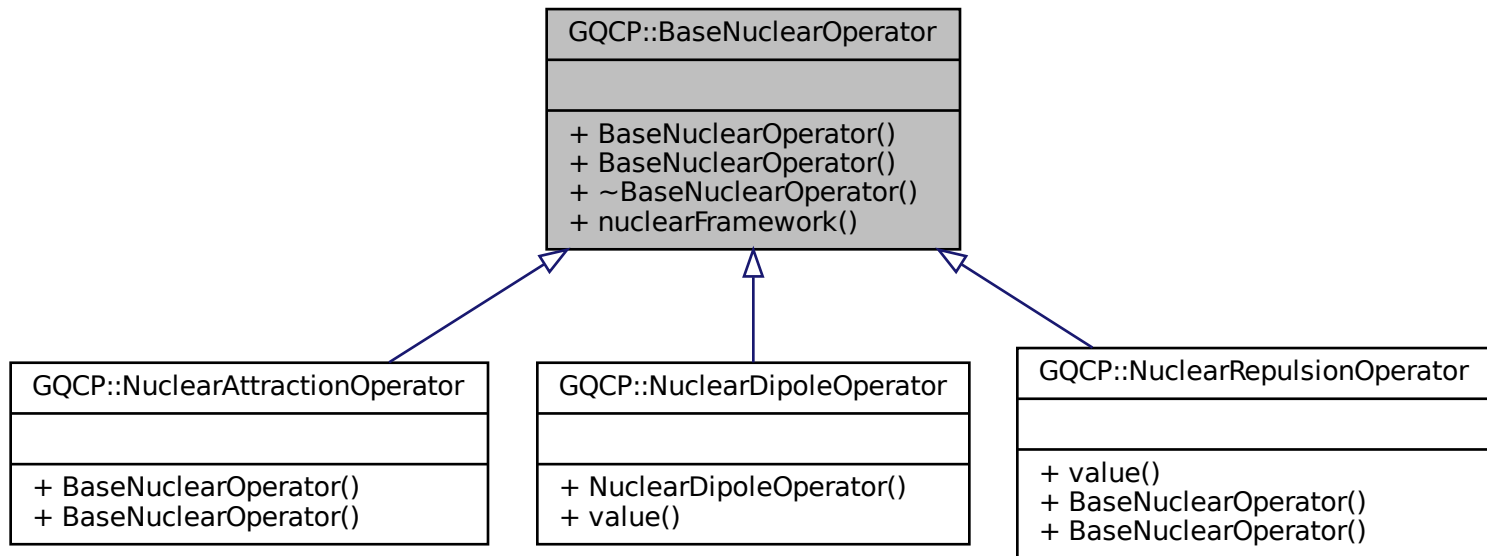 GQCP::BaseNuclearOperator
+ BaseNuclearOperator()
+ BaseNuclearOperator()
+ ~BaseNuclearOperator()
+ nuclearFramework()
GQCP::NuclearAttractionOperator
+ BaseNuclearOperator()
+ BaseNuclearOperator()
GQCP::NuclearDipoleOperator
+ NuclearDipoleOperator()
+ value()
GQCP::NuclearRepulsionOperator
+ value()
+ BaseNuclearOperator()
+ BaseNuclearOperator()